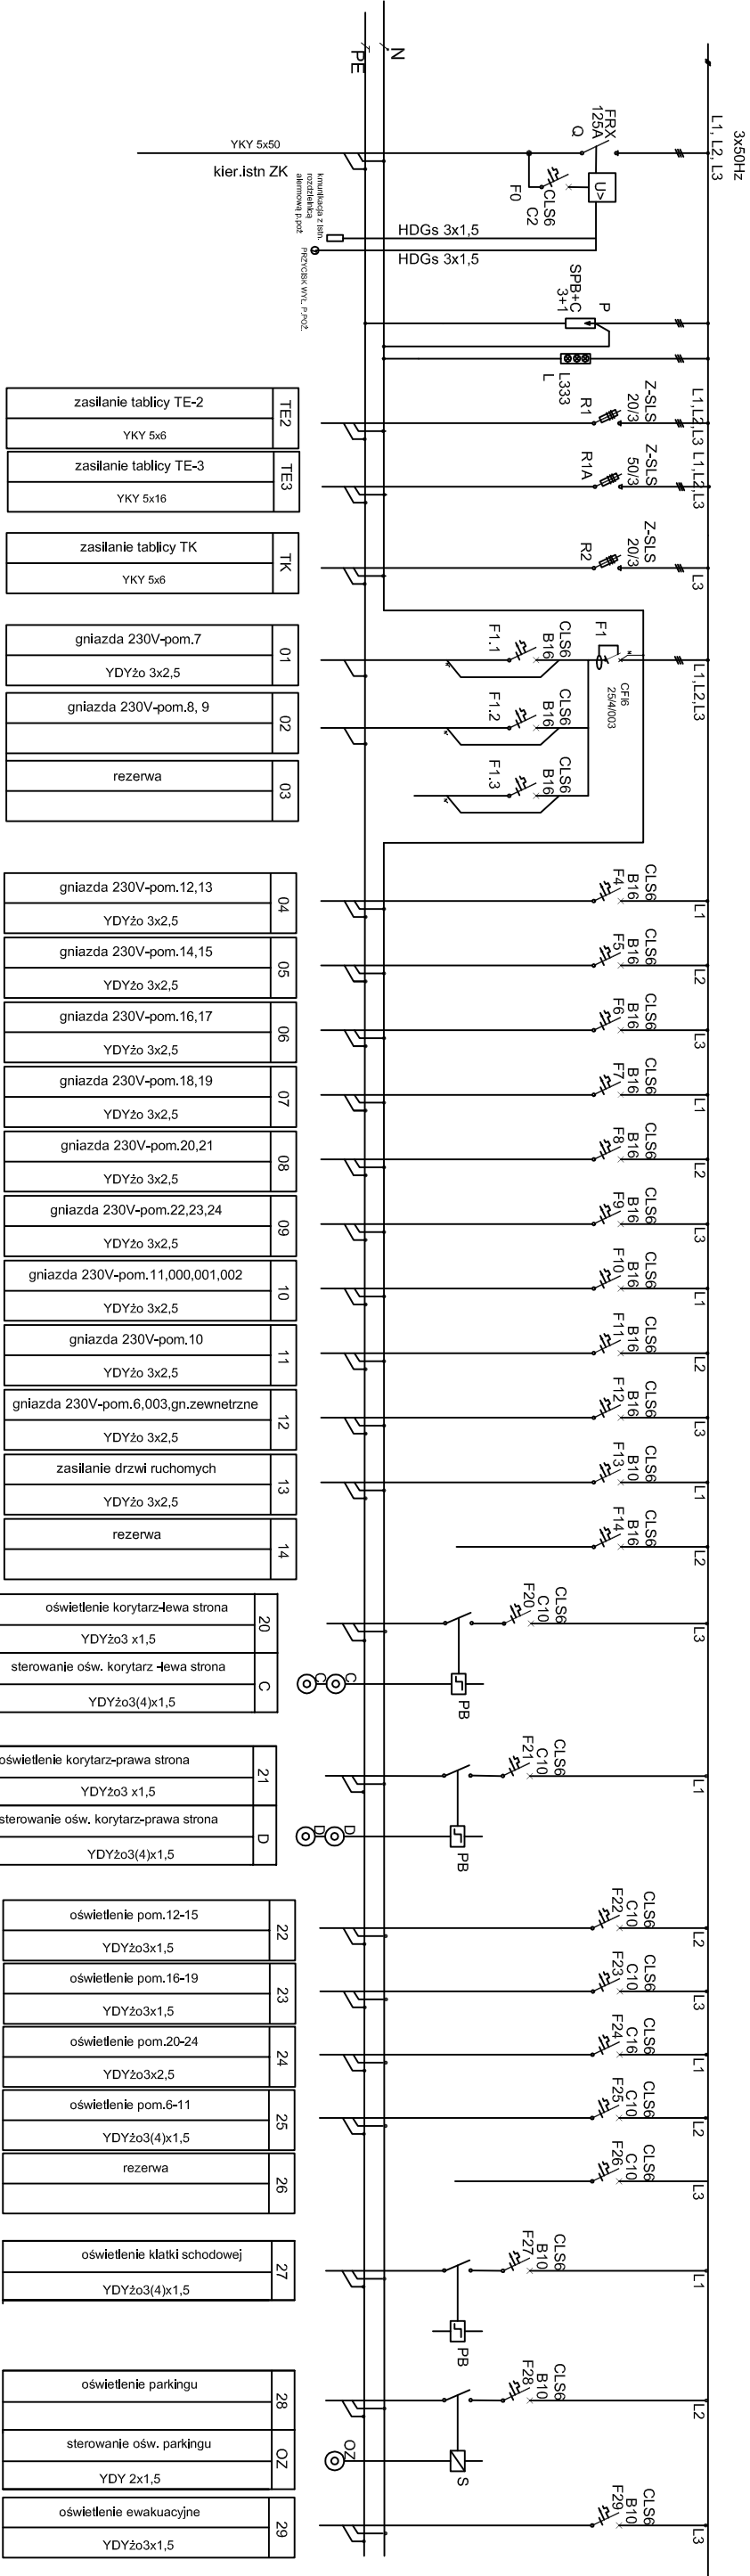 3x50Hz
L1, L2, L3
N
PE
FRX
125A
Q
U>
CLS6
C2
F0
YKY 5x50
kier.istn ZK
kmunikacja z istn.
rozdzielnicą
alarmową p.poż
PRZYCISK WYŁ. P.POŻ.
HDGs 3x1,5
HDGs 3x1,5
P
SPB+C
3+1
L333
L
L1,L2,L3
Z-SLS
20/3
R1
TE2
zasilanie tablicy TE-2
YKY 5x6
L1,L2,L3
Z-SLS
50/3
R1A
TE3
zasilanie tablicy TE-3
YKY 5x16
L3
Z-SLS
20/3
R2
TK
zasilanie tablicy TK
YKY 5x6
L1,L2,L3
F1
CFI6
25/4/003
CLS6
B16
F1.1
01
gniazda 230V-pom.7
YDYżo 3x2,5
CLS6
B16
F1.2
02
gniazda 230V-pom.8, 9
CLS6
B16
F1.3
03
rezerwa
L1
CLS6
B16
F4
04
gniazda 230V-pom.12,13
YDYżo 3x2,5
L2
CLS6
B16
F5
05
gniazda 230V-pom.14,15
YDYżo 3x2,5
L3
CLS6
B16
F6
06
gniazda 230V-pom.16,17
YDYżo 3x2,5
L1
CLS6
B16
F7
07
gniazda 230V-pom.18,19
YDYżo 3x2,5
L2
CLS6
B16
F8
08
gniazda 230V-pom.20,21
YDYżo 3x2,5
L3
CLS6
B16
F9
09
gniazda 230V-pom.22,23,24
YDYżo 3x2,5
L1
CLS6
B16
F10
10
gniazda 230V-pom.11,000,001,002
YDYżo 3x2,5
L2
CLS6
B16
F11
11
gniazda 230V-pom.10
YDYżo 3x2,5
L3
CLS6
B16
F12
12
gniazda 230V-pom.6,003,gn.zewnetrzne
YDYżo 3x2,5
L1
CLS6
B10
F13
13
zasilanie drzwi ruchomych
YDYżo 3x2,5
L2
CLS6
B16
F14
14
rezerwa
L3
CLS6
C10
F20
PB
C
C
20
oświetlenie korytarz-lewa strona
YDYżo3 x1,5
C
sterowanie ośw. korytarz -lewa strona
YDYżo3(4)x1,5
L1
CLS6
C10
F21
PB
D
D
21
oświetlenie korytarz-prawa strona
YDYżo3 x1,5
D
sterowanie ośw. korytarz-prawa strona
YDYżo3(4)x1,5
L2
CLS6
C10
F22
22
oświetlenie pom.12-15
YDYżo3x1,5
L3
CLS6
C10
F23
23
oświetlenie pom.16-19
YDYżo3x1,5
L1
CLS6
C16
F24
24
oświetlenie pom.20-24
YDYżo3x2,5
L2
CLS6
C10
F25
25
oświetlenie pom.6-11
YDYżo3(4)x1,5
L3
CLS6
C10
F26
26
rezerwa
L1
CLS6
B10
F27
PB
27
oświetlenie klatki schodowej
YDYżo3(4)x1,5
L2
CLS6
B10
F28
S
OZ
28
oświetlenie parkingu
OZ
sterowanie ośw. parkingu
YDY 2x1,5
L3
CLS6
B10
F29
29
oświetlenie ewakuacyjne
YDYżo3x1,5